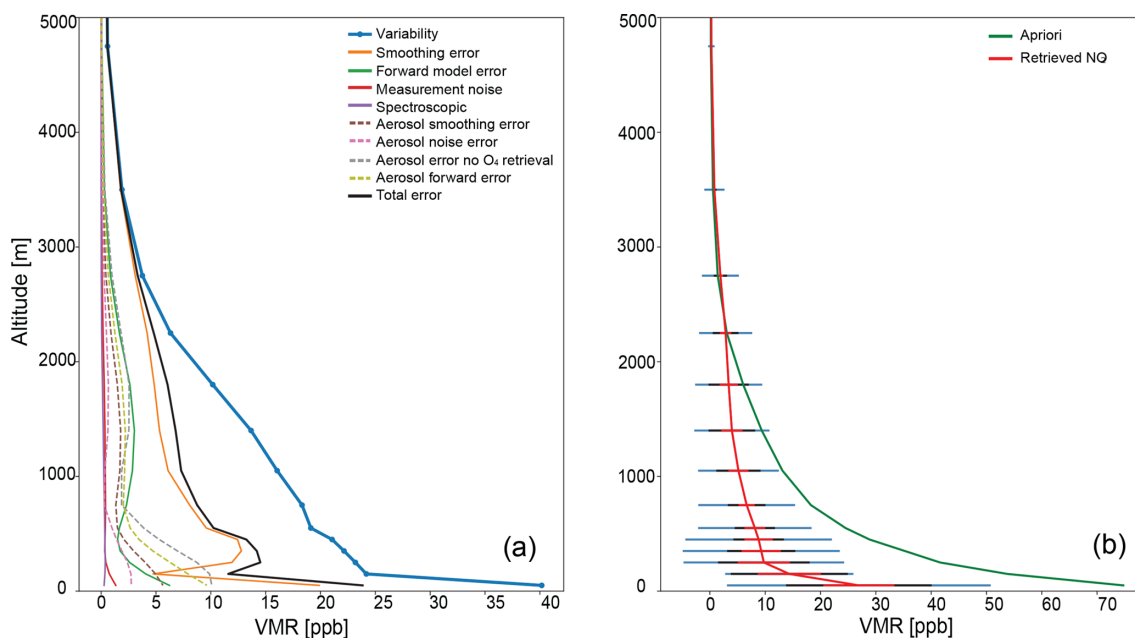 5000
4000
3000
2000
1000
0
Altitude [m]
0 5 10 15 20 25 30 35 40
VMR [ppb]
Variability
Smoothing error
Forward model error
Measurement noise
Spectroscopic
Aerosol smoothing error
Aerosol noise error
Aerosol error no O₄ retrieval
Aerosol forward error
Total error
(a)
5000
4000
3000
2000
1000
0
0 10 20 30 40 50 60 70
VMR [ppb]
Apriori
Retrieved NQ
(b)